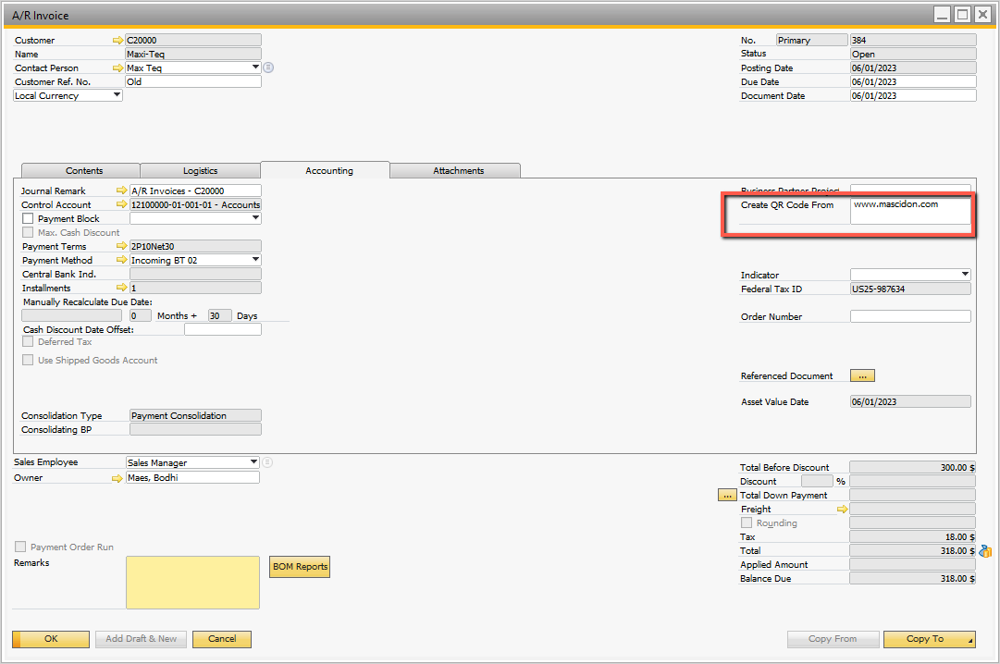 A/R Invoice
Customer C20000
Name Maxi-Teq
Contact Person Max Teq
Customer Ref. No. Old
Local Currency
No. Primary 384
Status Open
Posting Date 06/01/2023
Due Date 06/01/2023
Document Date 06/01/2023
Contents Logistics Accounting Attachments
Journal Remark A/R Invoices - C20000
Control Account 12100000-01-001-01 - Accounts
Payment Block
Max. Cash Discount
Payment Terms 2P10Net30
Payment Method Incoming BT 02
Central Bank Ind.
Installments 1
Manually Recalculate Due Date:
0 Months + 30 Days
Cash Discount Date Offset:
Deferred Tax
Use Shipped Goods Account
Consolidation Type Payment Consolidation
Consolidating BP
Business Partner Project
Create QR Code From www.mascidon.com
Indicator
Federal Tax ID US25-987634
Order Number
Referenced Document ...
Asset Value Date 06/01/2023
Sales Employee Sales Manager
Owner Maes, Bodhi
Payment Order Run
Remarks
BOM Reports
Total Before Discount 300.00 $
Discount %
... Total Down Payment
Freight
Rounding
Tax 18.00 $
Total 318.00 $
Applied Amount
Balance Due 318.00 $
OK Add Draft & New Cancel Copy From Copy To